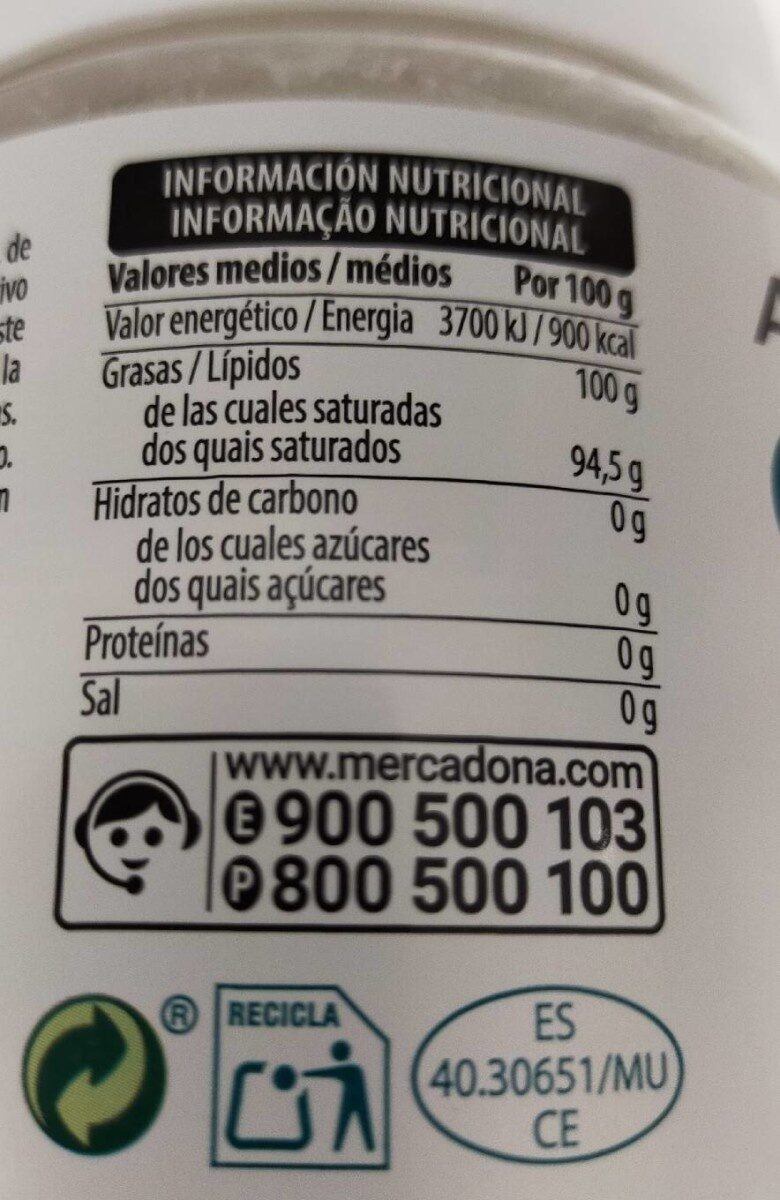 INFORMACIÓN NUTRICIONAL
INFORMAÇÃO NUTRICIONAL
Valores medios / médios Por 100 g
Valor energético / Energia 3700 kJ / 900 kcal
Grasas / Lípidos 100 g
de las cuales saturadas
dos quais saturados 94,5 g
Hidratos de carbono 0 g
de los cuales azúcares
dos quais açúcares 0 g
Proteínas 0 g
Sal 0 g
www.mercadona.com
E 900 500 103
P 800 500 100
® RECICLA
ES
40.30651/MU
CE
de
la